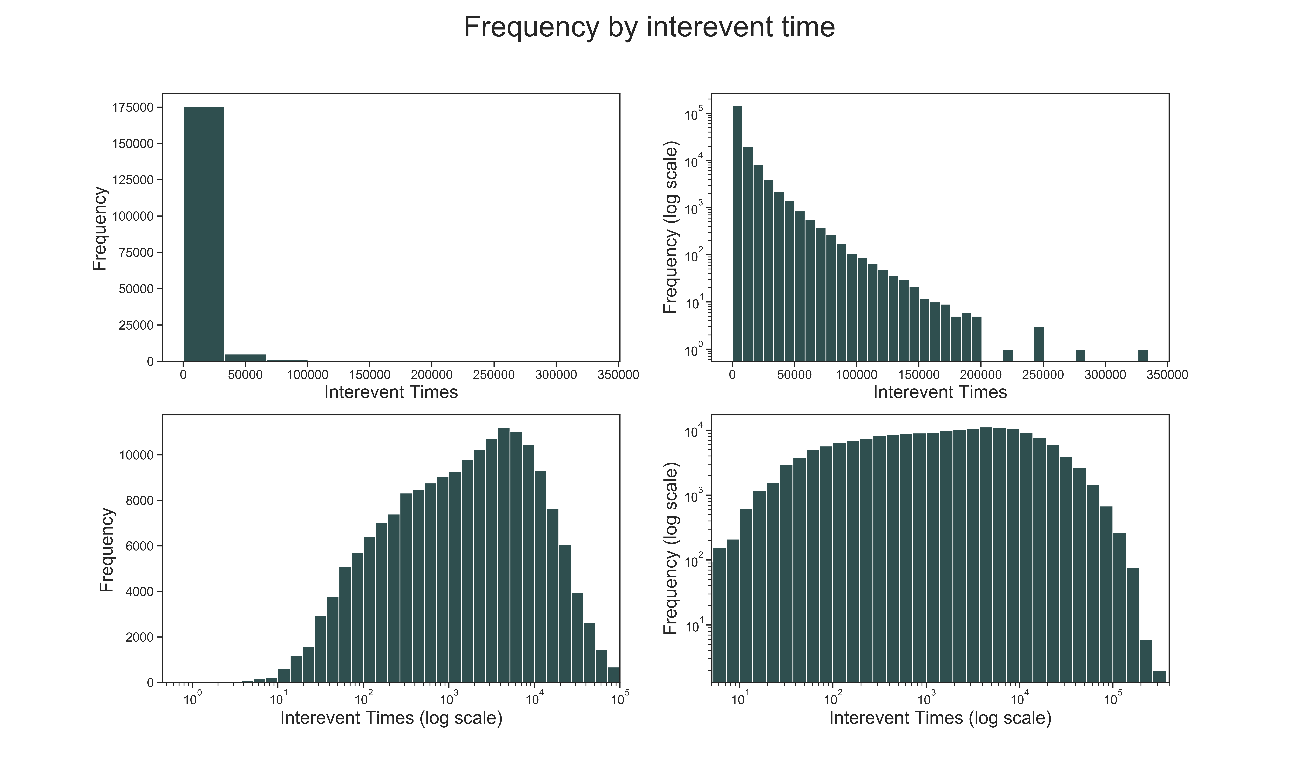 Frequency by interevent time
175000
150000
125000
100000
75000
50000
25000
0
Frequency
0 50000 100000 150000 200000 250000 300000 350000
Interevent Times
10^5
10^4
10^3
10^2
10^1
10^0
Frequency (log scale)
0 50000 100000 150000 200000 250000 300000 350000
Interevent Times
10000
8000
6000
4000
2000
0
Frequency
10^0 10^1 10^2 10^3 10^4 10^5
Interevent Times (log scale)
10^4
10^3
10^2
10^1
Frequency (log scale)
10^1 10^2 10^3 10^4 10^5
Interevent Times (log scale)